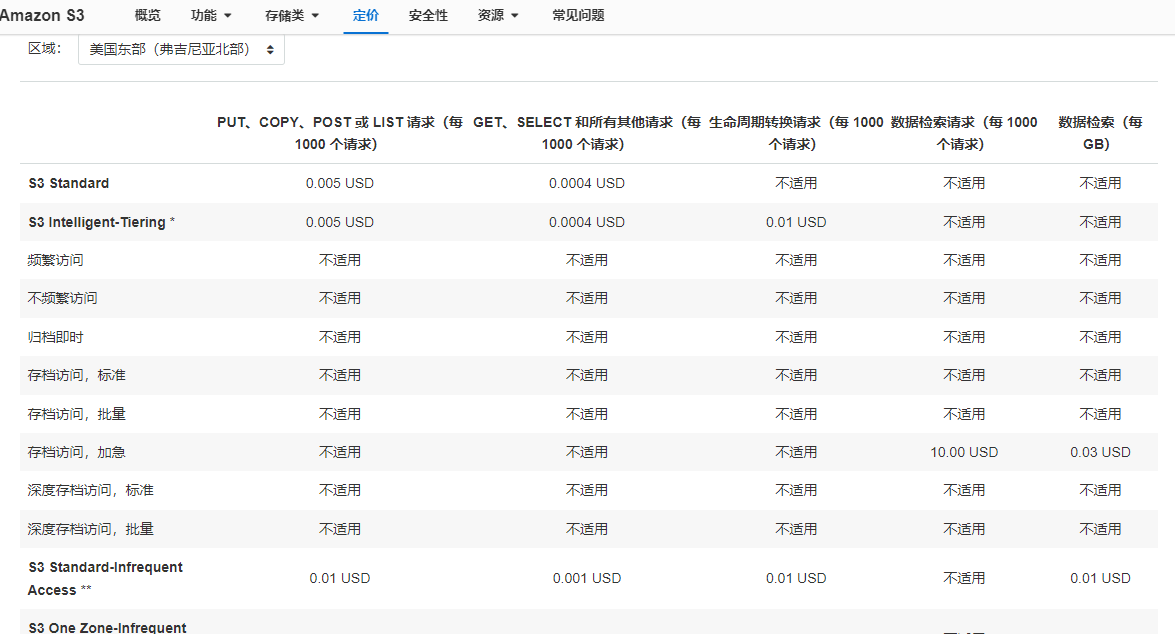 Amazon S3 概览 功能 存储类 定价 安全性 资源 常见问题
区域： 美国东部（弗吉尼亚北部）
PUT、COPY、POST 或 LIST 请求（每 GET、SELECT 和所有其他请求（每 生命周期转换请求（每 1000 数据检索请求（每 1000 数据检索（每
1000 个请求） 1000 个请求） 个请求） 个请求） GB）
S3 Standard 0.005 USD 0.0004 USD 不适用 不适用 不适用
S3 Intelligent-Tiering * 0.005 USD 0.0004 USD 0.01 USD 不适用 不适用
频繁访问 不适用 不适用 不适用 不适用 不适用
不频繁访问 不适用 不适用 不适用 不适用 不适用
归档即时 不适用 不适用 不适用 不适用 不适用
存档访问，标准 不适用 不适用 不适用 不适用 不适用
存档访问，批量 不适用 不适用 不适用 不适用 不适用
存档访问，加急 不适用 不适用 不适用 10.00 USD 0.03 USD
深度存档访问，标准 不适用 不适用 不适用 不适用 不适用
深度存档访问，批量 不适用 不适用 不适用 不适用 不适用
S3 Standard-Infrequent
Access ** 0.01 USD 0.001 USD 0.01 USD 不适用 0.01 USD
S3 One Zone-Infrequent